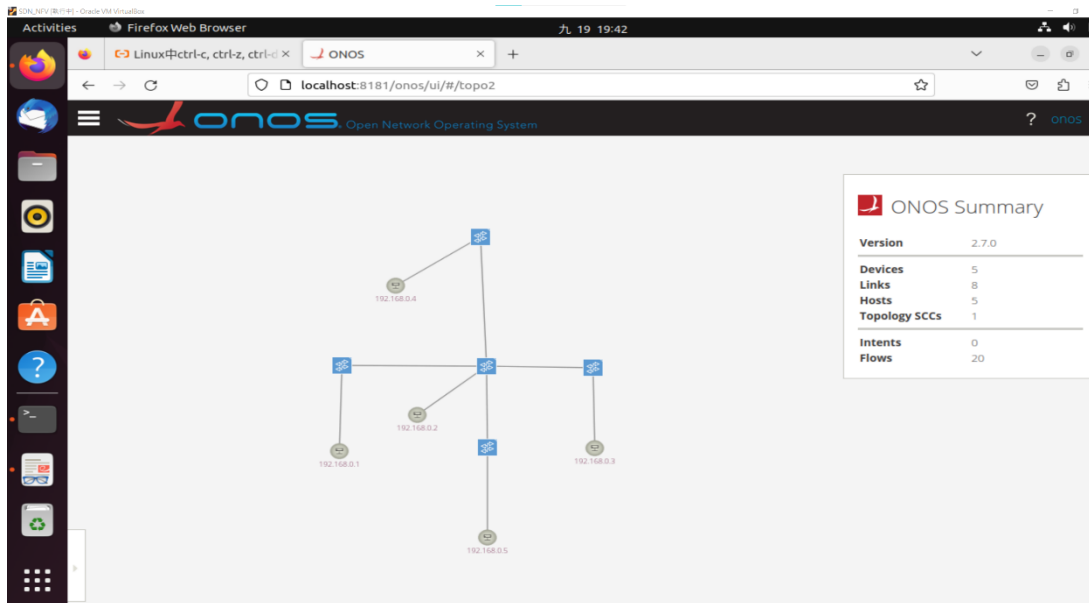 SDN_NFV [執行中] - Oracle VM VirtualBox
Activities
Firefox Web Browser
九 19 19:42
Linux中ctrl-c, ctrl-z, ctrl-d
ONOS
localhost:8181/onos/ui/#/topo2
onos
Open Network Operating System
? onos
ONOS Summary
Version 2.7.0
Devices 5
Links 8
Hosts 5
Topology SCCs 1
Intents 0
Flows 20
192.168.0.4
192.168.0.2
192.168.0.1
192.168.0.3
192.168.0.5